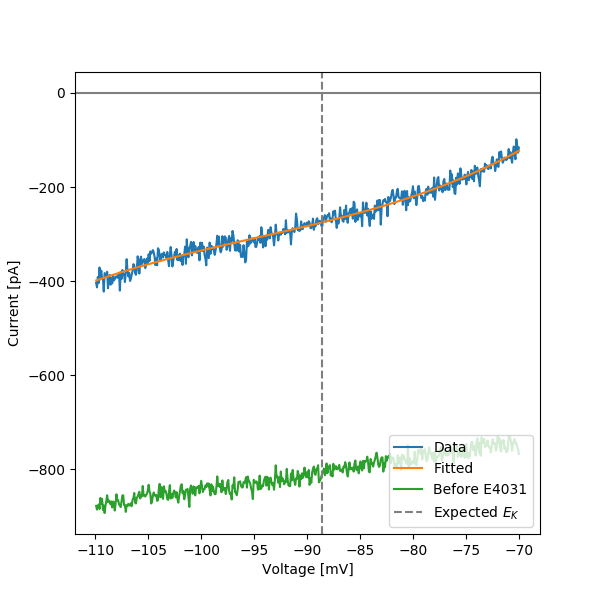 0
−200
−400
−600
−800
Current [pA]
−110 −105 −100 −95 −90 −85 −80 −75 −70
Voltage [mV]
Data
Fitted
Before E4031
Expected E_K